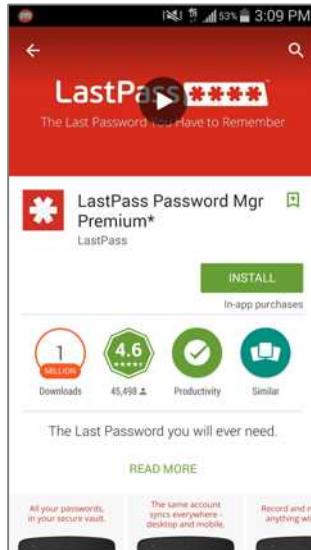 53% 3:09 PM
LastPass ****
The Last Password You Have to Remember
LastPass Password Mgr
Premium*
LastPass
INSTALL
In-app purchases
1
MILLION
4.6
Downloads
45,498
Productivity
Similar
The Last Password you will ever need.
READ MORE
All your passwords,
in your secure vault.
The same account
syncs everywhere -
desktop and mobile.
Record and
anything